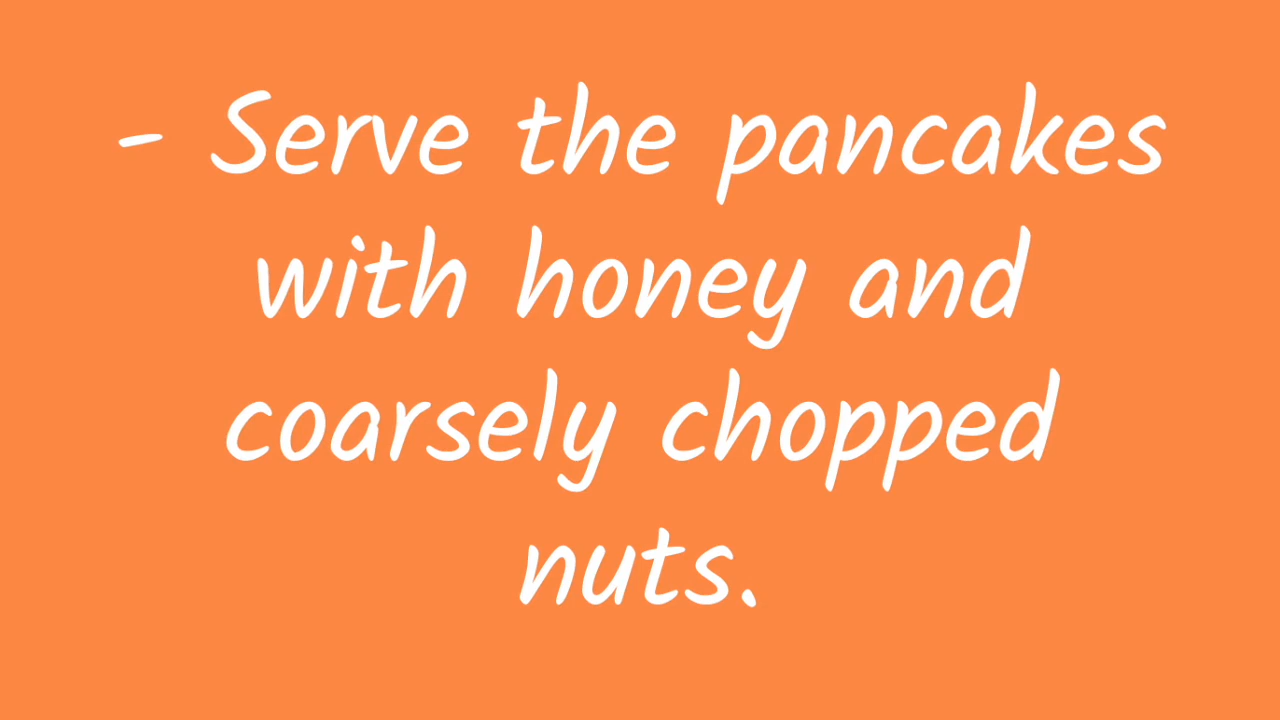 - Serve the pancakes
with honey and
coarsely chopped
nuts.